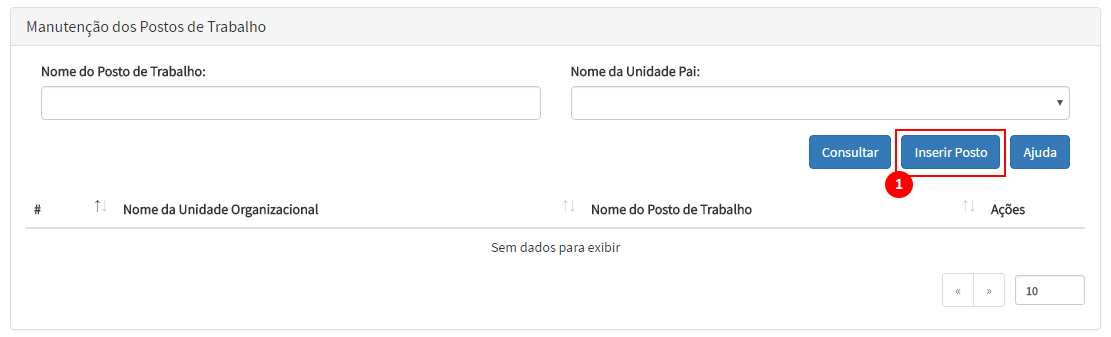 Manutenção dos Postos de Trabalho
Nome do Posto de Trabalho: Nome da Unidade Pai:
Consultar Inserir Posto Ajuda
1
# Nome da Unidade Organizacional Nome do Posto de Trabalho Ações
Sem dados para exibir
« » 10